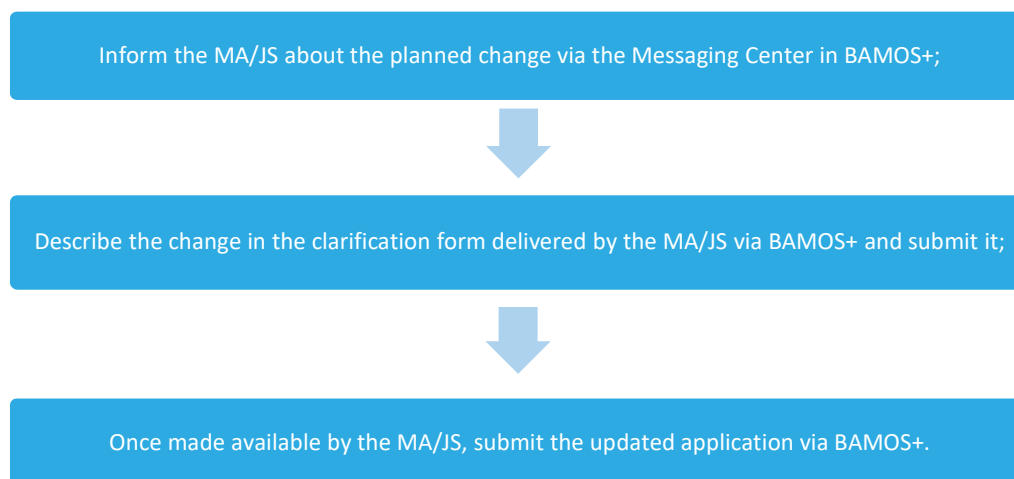 Inform the MA/JS about the planned change via the Messaging Center in BAMOS+;
Describe the change in the clarification form delivered by the MA/JS via BAMOS+ and submit it;
Once made available by the MA/JS, submit the updated application via BAMOS+.